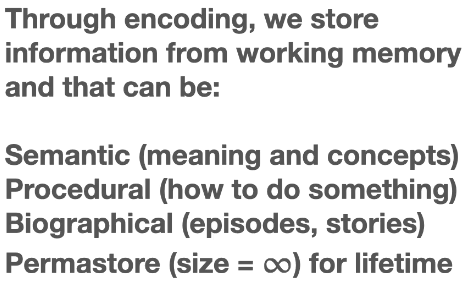 Through encoding, we store
information from working memory
and that can be:
Semantic (meaning and concepts)
Procedural (how to do something)
Biographical (episodes, stories)
Permastore (size = ∞) for lifetime